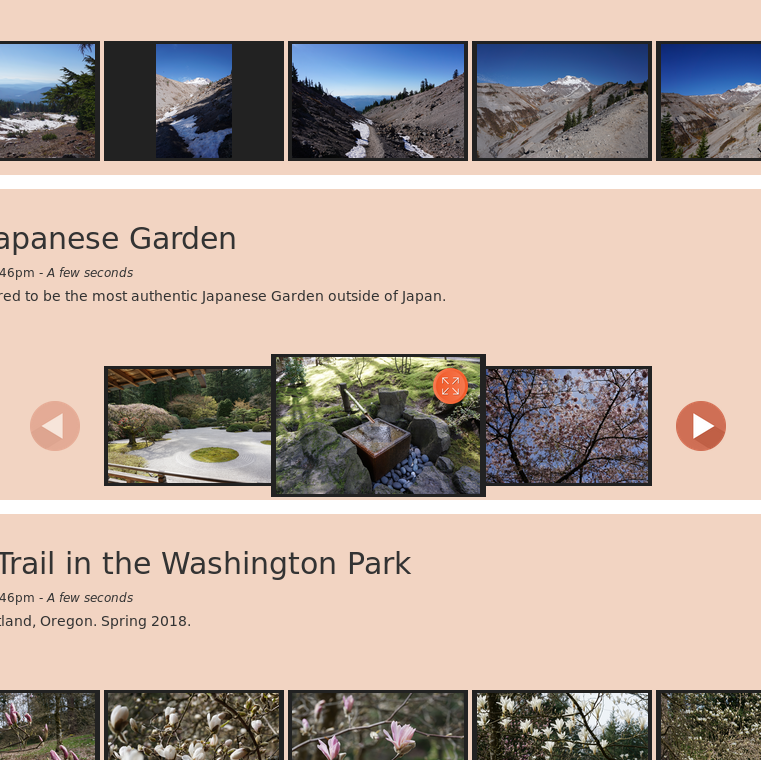 apanese Garden
46pm - A few seconds
red to be the most authentic Japanese Garden outside of Japan.
Trail in the Washington Park
46pm - A few seconds
tland, Oregon. Spring 2018.